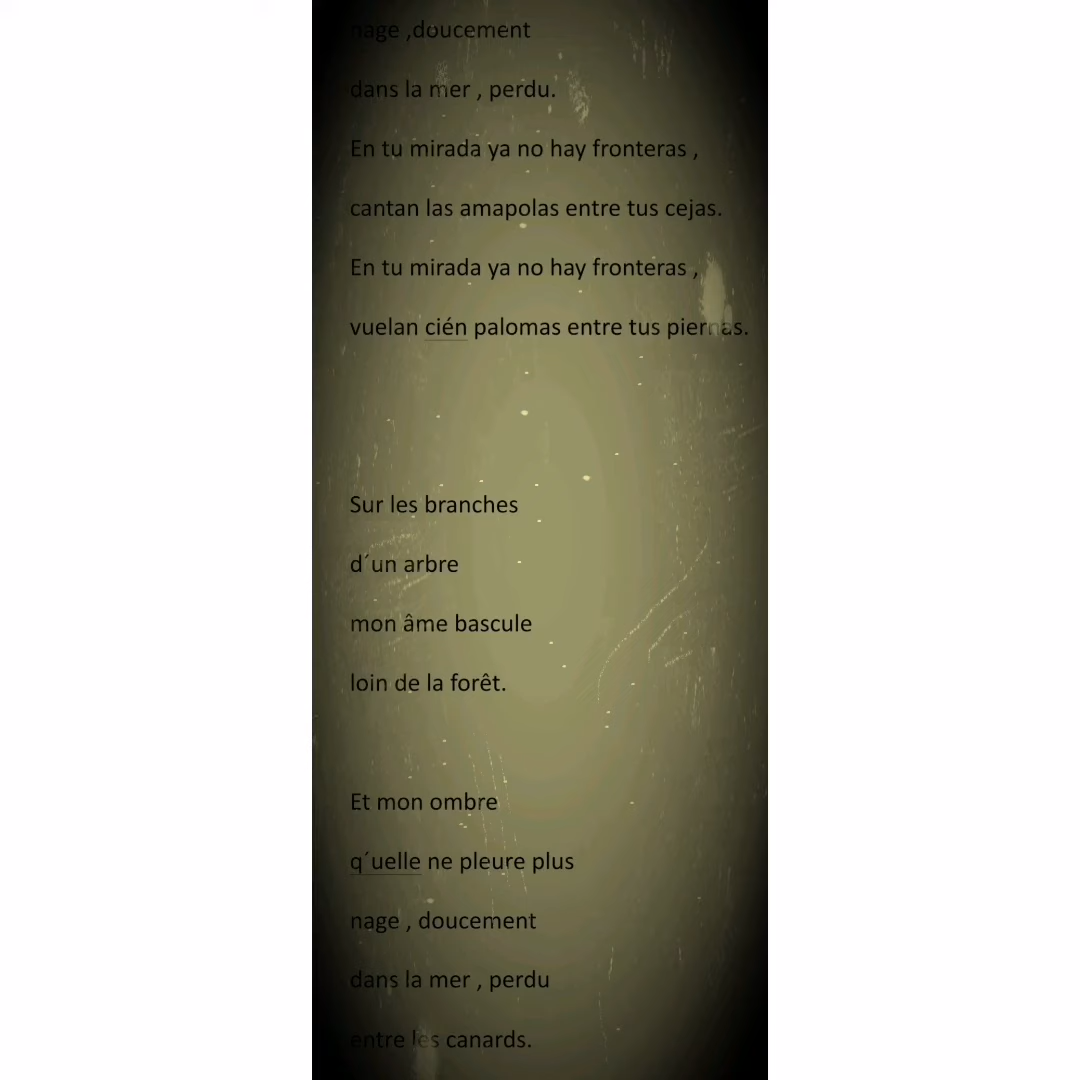 nage ,doucement
dans la mer , perdu.
En tu mirada ya no hay fronteras ,
cantan las amapolas entre tus cejas.
En tu mirada ya no hay fronteras ,
vuelan cién palomas entre tus piernas.
Sur les branches
d´un arbre
mon âme bascule
loin de la forêt.
Et mon ombre
q´uelle ne pleure plus
nage , doucement
dans la mer , perdu
entre les canards.